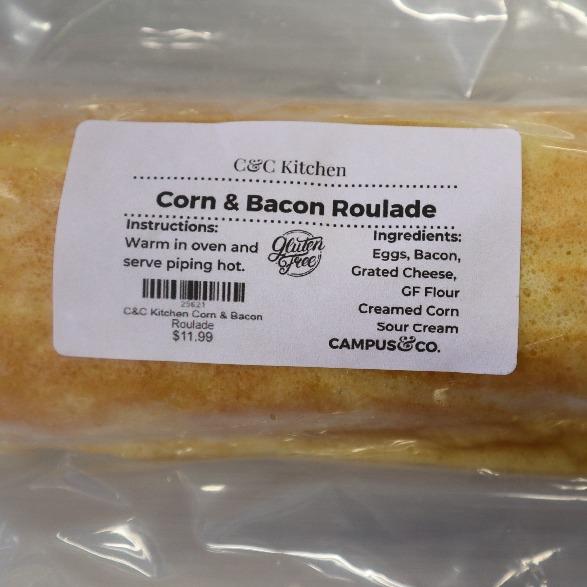 C&C Kitchen
Corn & Bacon Roulade
Instructions:
Warm in oven and
serve piping hot.
Gluten
Free
25621
C&C Kitchen Corn & Bacon
Roulade
$11.99
Ingredients:
Eggs, Bacon,
Grated Cheese,
GF Flour
Creamed Corn
Sour Cream
CAMPUS&CO.